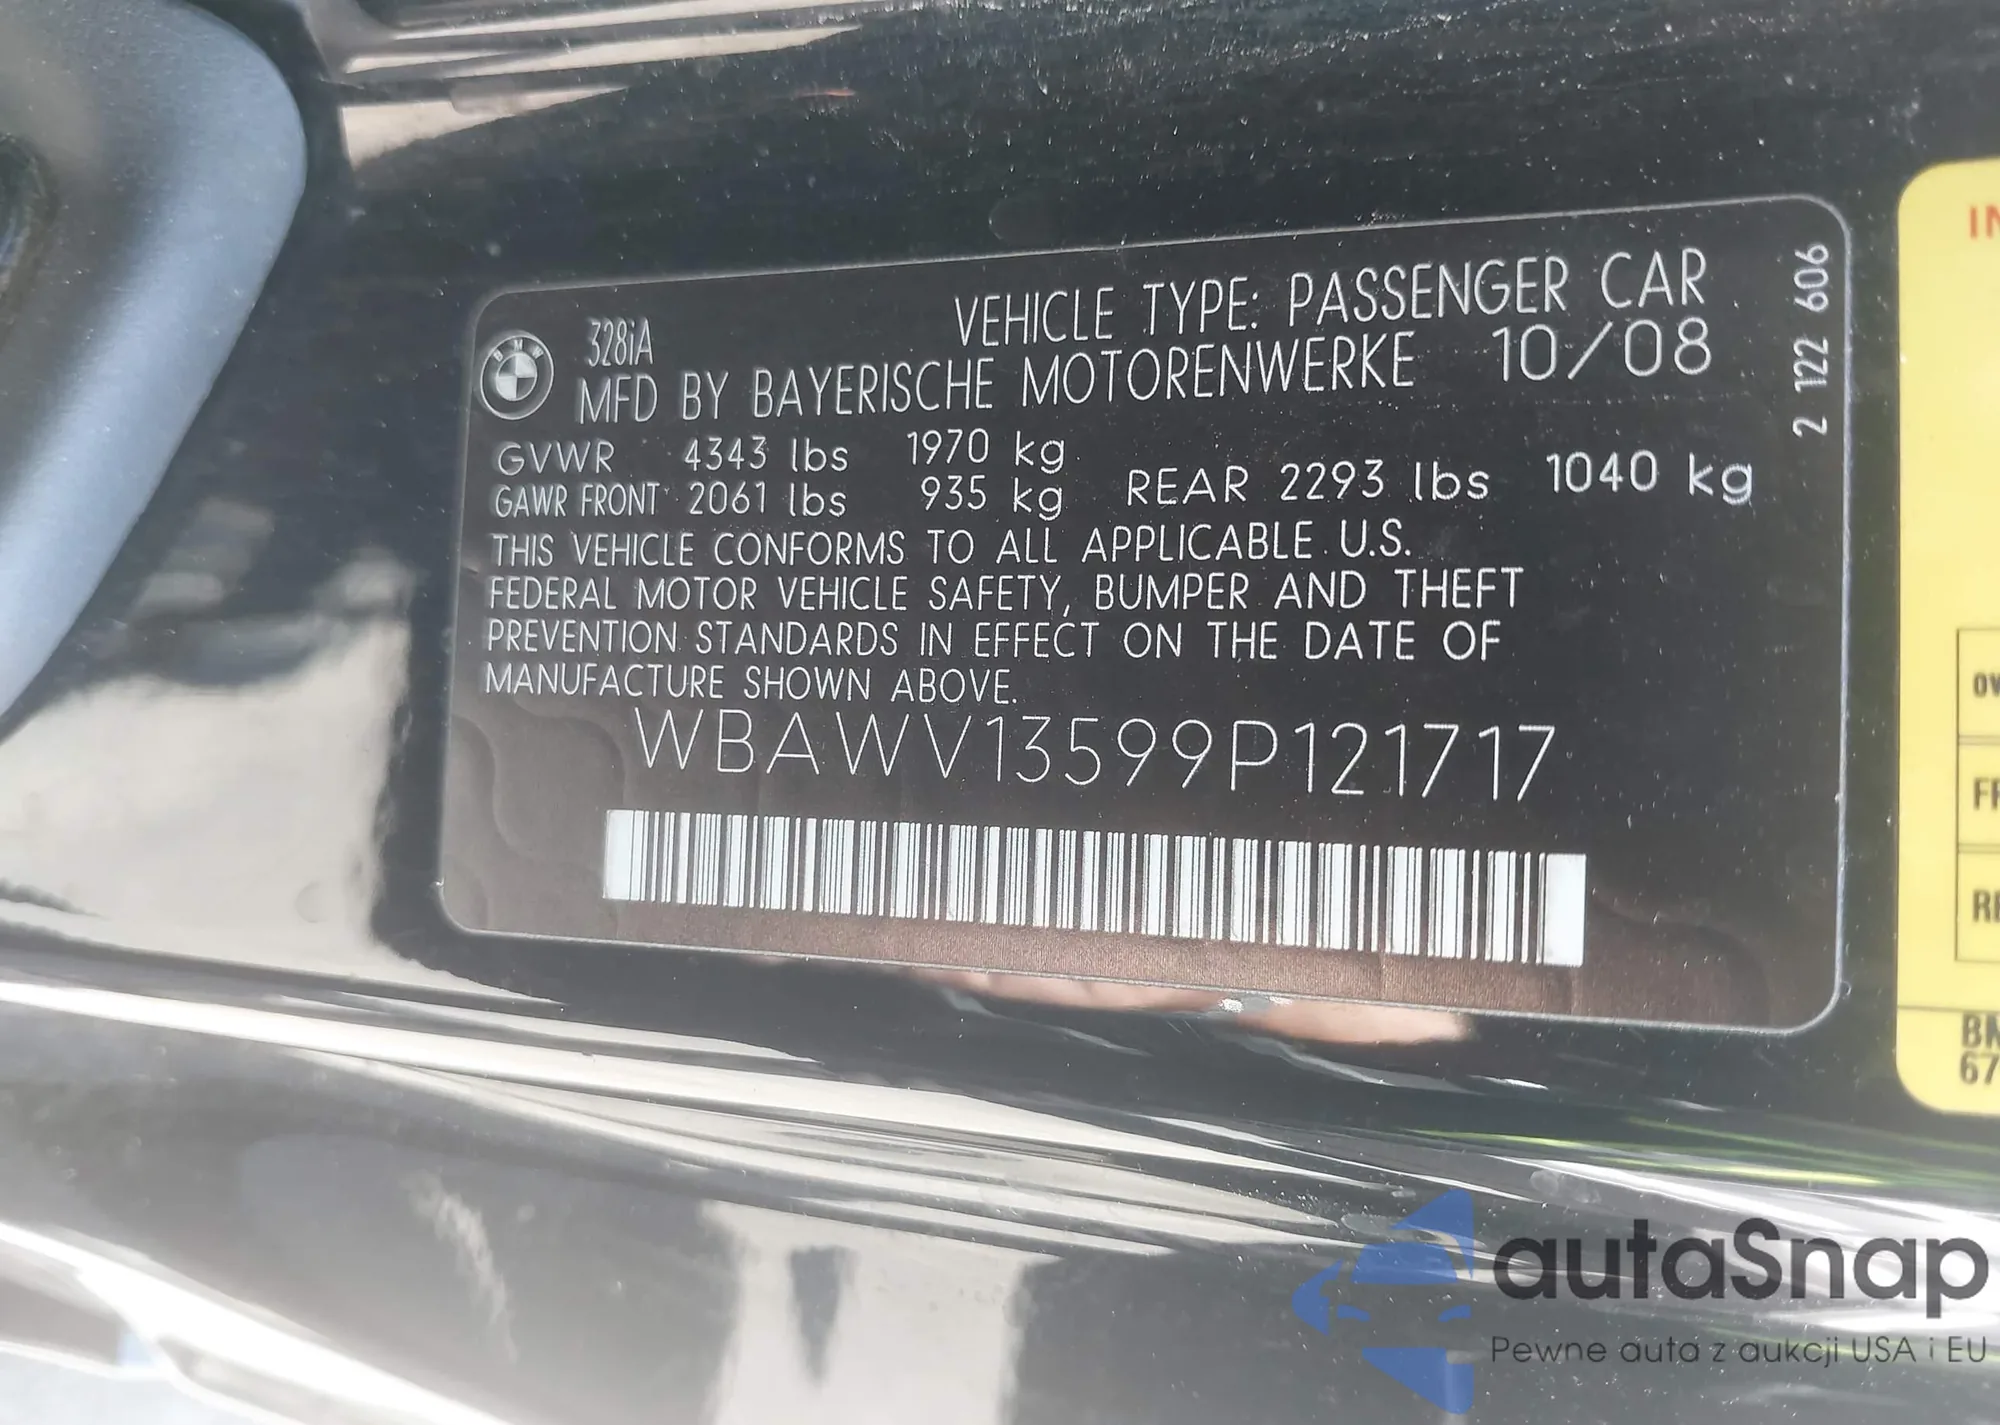 BMW
328iA
VEHICLE TYPE: PASSENGER CAR
MFD BY BAYERISCHE MOTORENWERKE 10/08
2 122 606
GVWR 4343 lbs 1970 kg
GAWR FRONT 2061 lbs 935 kg REAR 2293 lbs 1040 kg
THIS VEHICLE CONFORMS TO ALL APPLICABLE U.S.
FEDERAL MOTOR VEHICLE SAFETY, BUMPER AND THEFT
PREVENTION STANDARDS IN EFFECT ON THE DATE OF
MANUFACTURE SHOWN ABOVE.
WBAWV13599P121717
autaSnap
Pewne auta z aukcji USA i EU